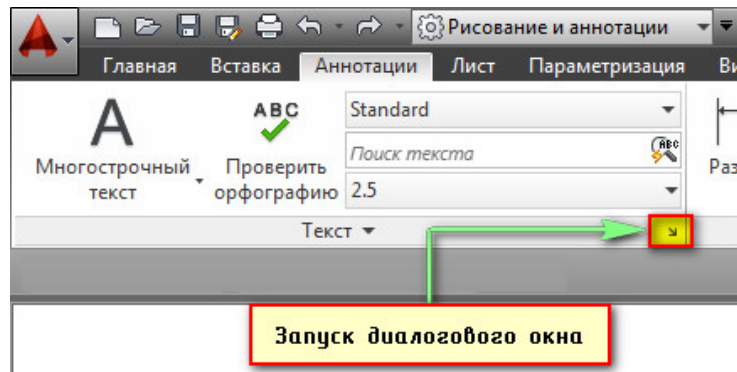 Рисование и аннотации
Главная Вставка Аннотации Лист Параметризация Ви
A ABC Standard
Многострочный текст
Проверить орфографию
Поиск текста ABC
2.5
Раз
Текст
Запуск диалогового окна